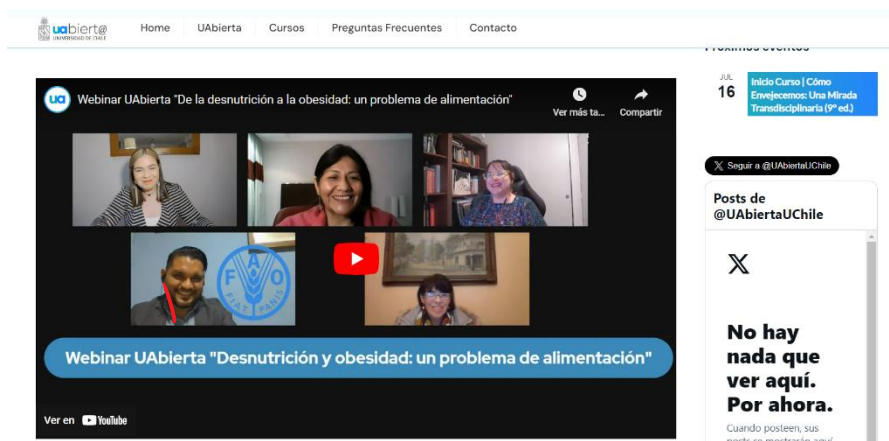 uabiert@
UNIVERSIDAD DE CHILE
Home UAbierta Cursos Preguntas Frecuentes Contacto
ua Webinar UAbierta "De la desnutrición a la obesidad: un problema de alimentación"
Ver más ta... Compartir
FAO
FIAT PANIS
Webinar UAbierta "Desnutrición y obesidad: un problema de alimentación"
Ver en YouTube
Próximos eventos
JUL
16
Inicio Curso | Cómo
Envejecemos: Una Mirada
Transdisciplinaria (9º ed.)
X Seguir a @UAbiertaUChile
Posts de
@UAbiertaUChile
X
No hay
nada que
ver aquí.
Por ahora.
Cuando posteen, sus
posts se mostrarán aquí